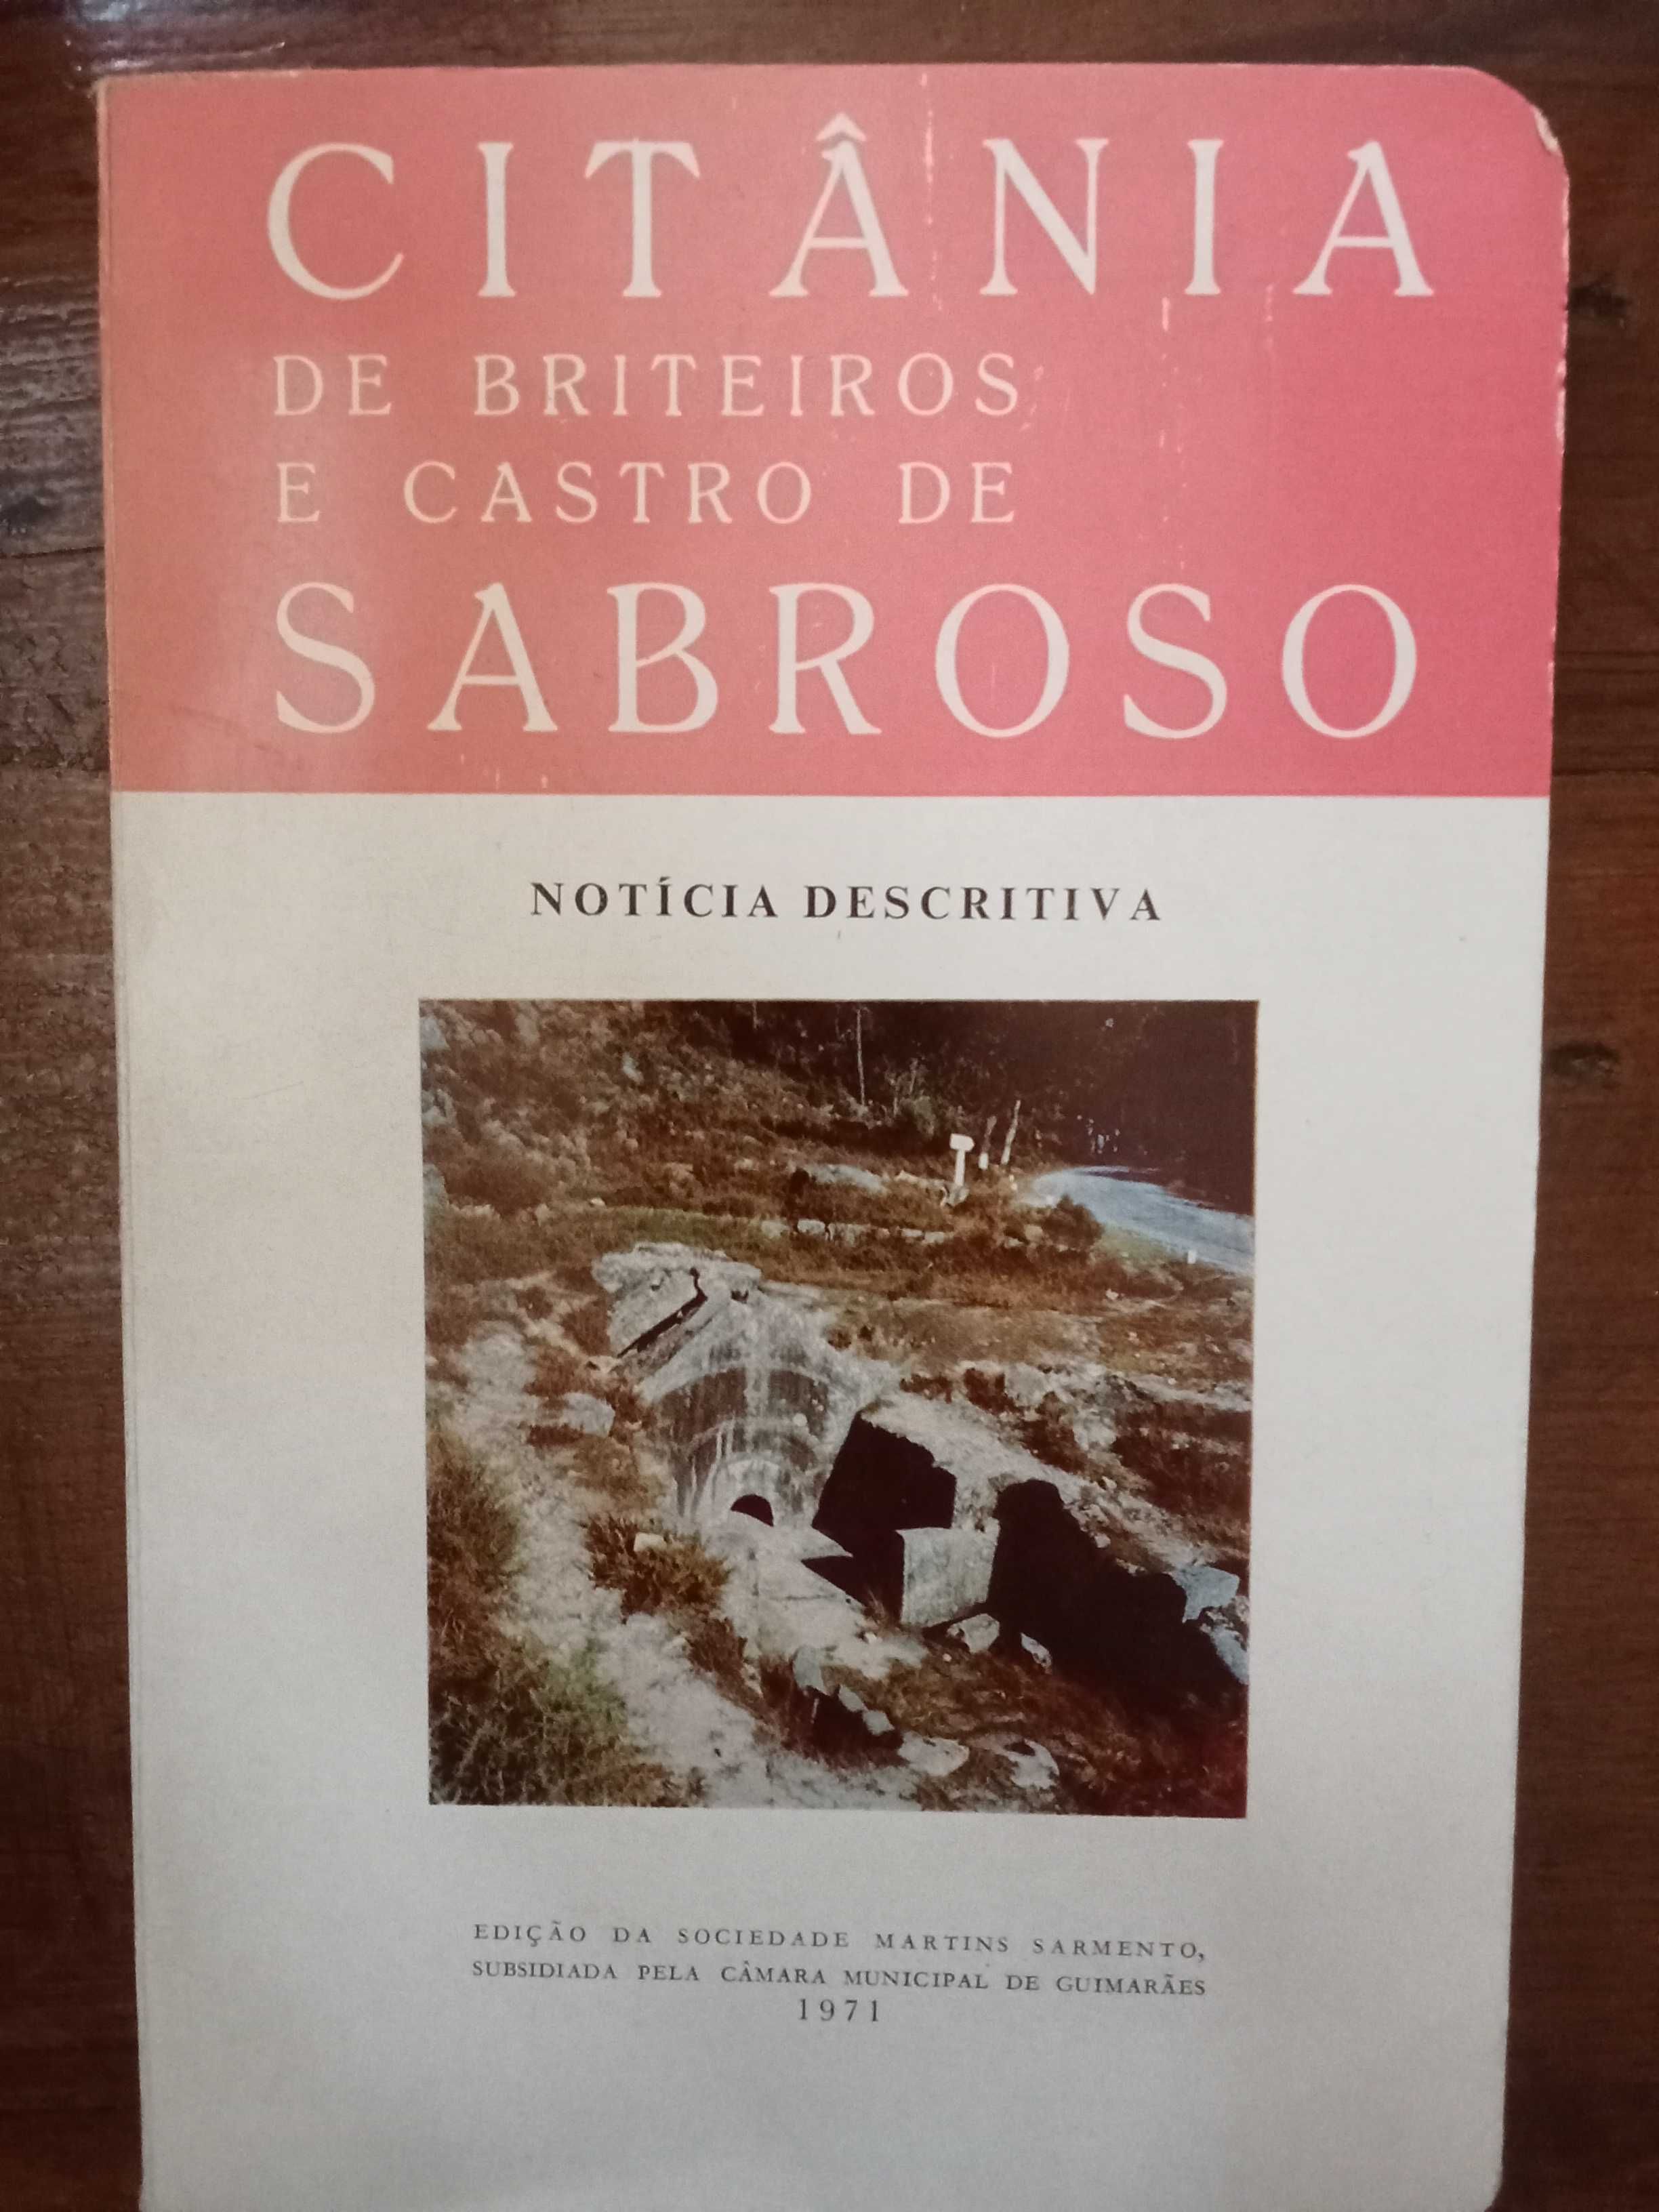 CITÂNIA
DE BRITEIROS
E CASTRO DE
SABROSO
NOTÍCIA DESCRITIVA
EDIÇÃO DA SOCIEDADE MARTINS SARMENTO,
SUBSIDIADA PELA CÂMARA MUNICIPAL DE GUIMARÃES
1971